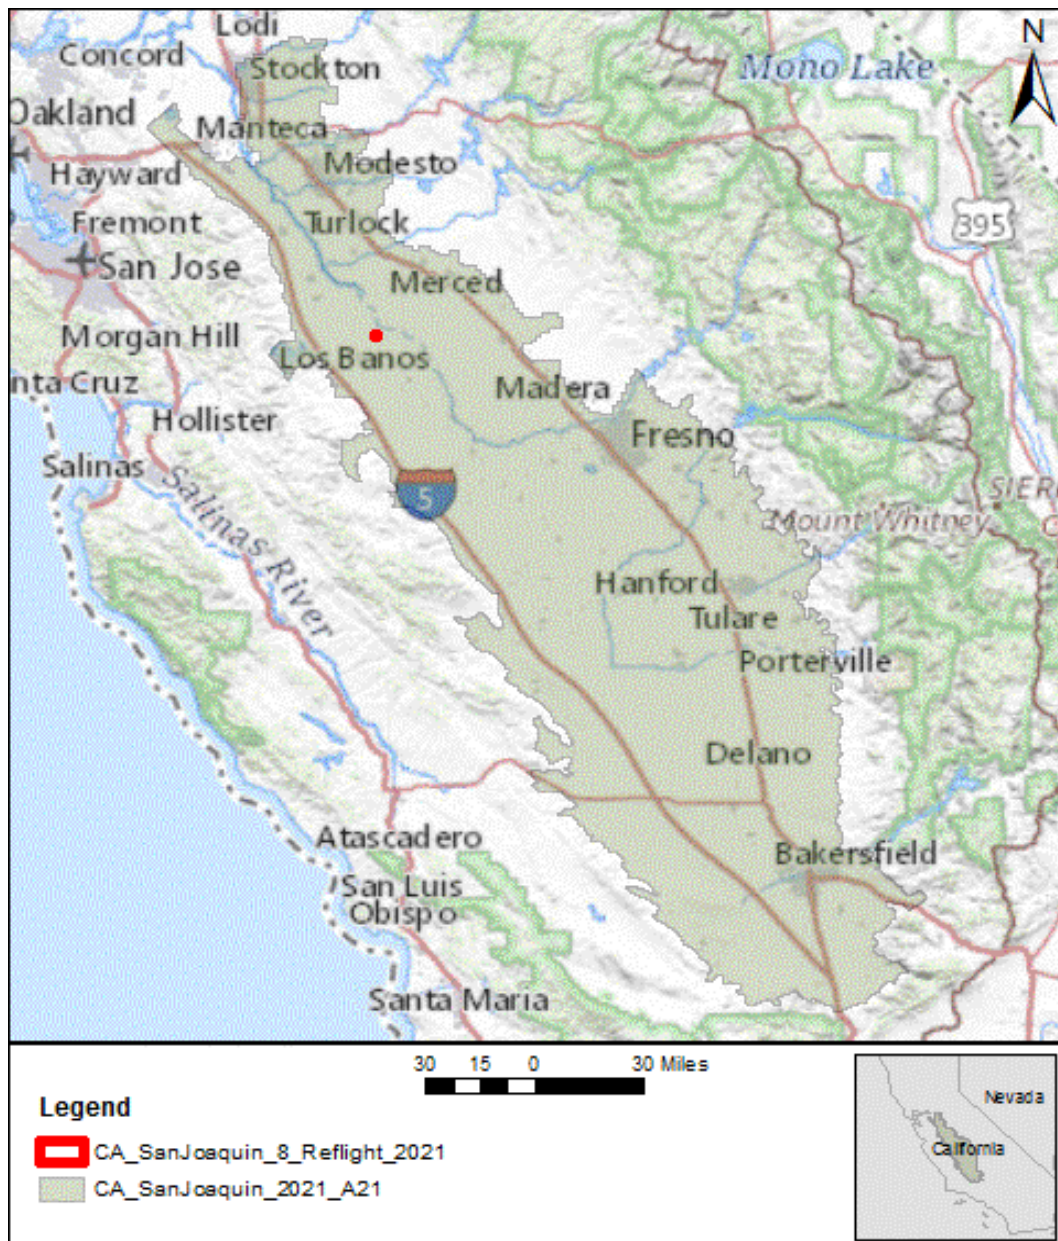 Lodi
N
Concord
Stockton
Mono Lake
Oakland
Manteca
Modesto
Hayward
Fremont
Turlock
395
San Jose
Merced
Morgan Hill
Los Banos
nta Cruz
Madera
Hollister
Fresno
Salinas
5
SIER
Salinas River
Mount Whitney
C
Hanford
Tulare
Porterville
Delano
Atascadero
Bakersfield
San Luis
Obispo
Santa Maria
30 15 0 30 Miles
Legend
CA_SanJoaquin_8_Reflight_2021
CA_SanJoaquin_2021_A21
Nevada
California